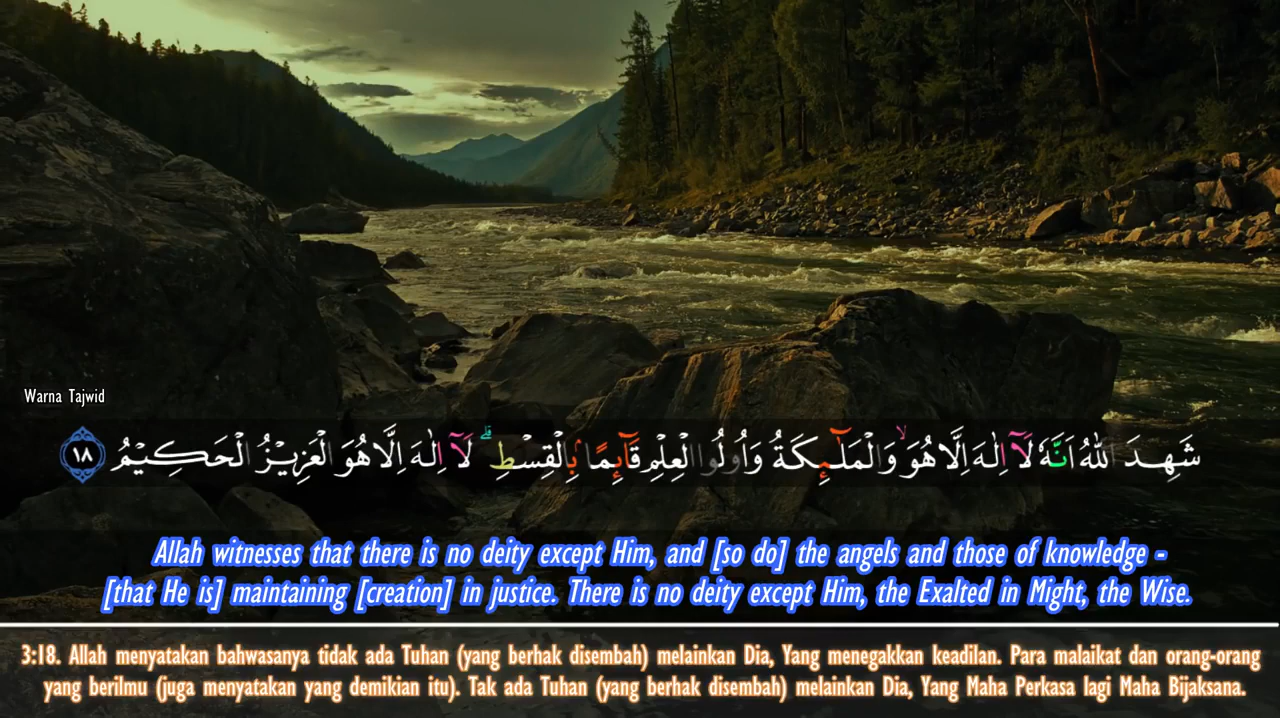 Warna Tajwid
شَهِدَ اللّٰهُ اَنَّهٗ لَآ اِلٰهَ اِلَّا هُوَۙ وَالْمَلٰۤىِٕكَةُ وَاُولُوا الْعِلْمِ قَاۤىِٕمًاۢ بِالْقِسْطِۗ لَآ اِلٰهَ اِلَّا هُوَ الْعَزِيْزُ الْحَكِيْمُ ١٨
Allah witnesses that there is no deity except Him, and [so do] the angels and those of knowledge -
[that He is] maintaining [creation] in justice. There is no deity except Him, the Exalted in Might, the Wise.
3:18. Allah menyatakan bahwasanya tidak ada Tuhan (yang berhak disembah) melainkan Dia, Yang menegakkan keadilan. Para malaikat dan orang-orang
yang berilmu (juga menyatakan yang demikian itu). Tak ada Tuhan (yang berhak disembah) melainkan Dia, Yang Maha Perkasa lagi Maha Bijaksana.